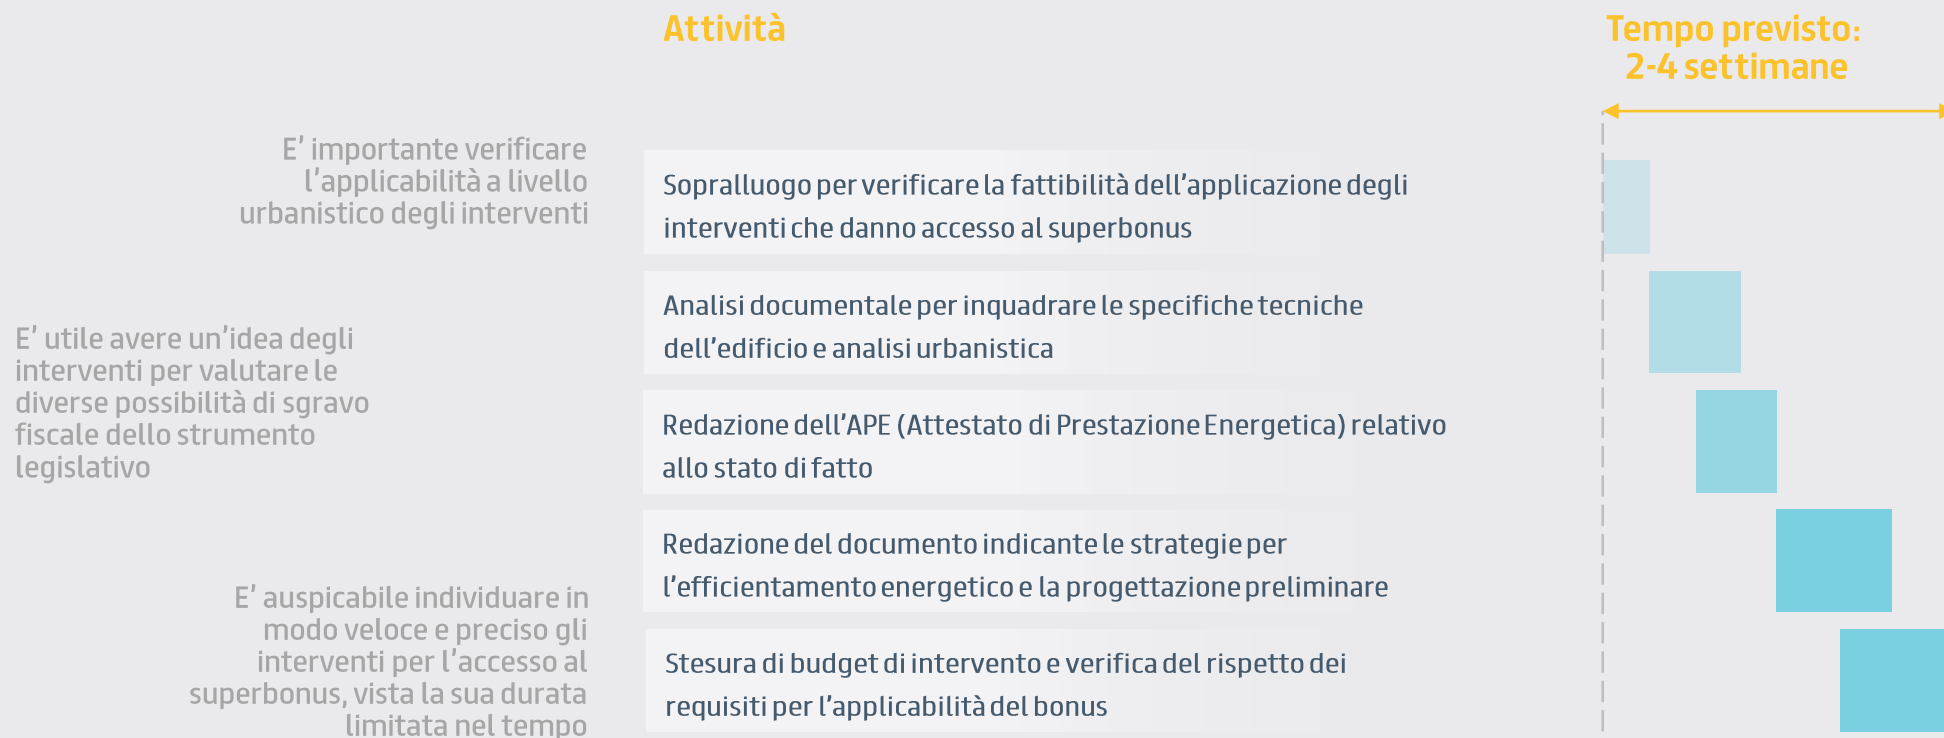 Attività
Tempo previsto:
2-4 settimane
E’ importante verificare
l’applicabilità a livello
urbanistico degli interventi
E’ utile avere un’idea degli
interventi per valutare le
diverse possibilità di sgravo
fiscale dello strumento
legislativo
E’ auspicabile individuare in
modo veloce e preciso gli
interventi per l’accesso al
superbonus, vista la sua durata
limitata nel tempo
Sopralluogo per verificare la fattibilità dell’applicazione degli
interventi che danno accesso al superbonus
Analisi documentale per inquadrare le specifiche tecniche
dell’edificio e analisi urbanistica
Redazione dell’APE (Attestato di Prestazione Energetica) relativo
allo stato di fatto
Redazione del documento indicante le strategie per
l’efficientamento energetico e la progettazione preliminare
Stesura di budget di intervento e verifica del rispetto dei
requisiti per l’applicabilità del bonus